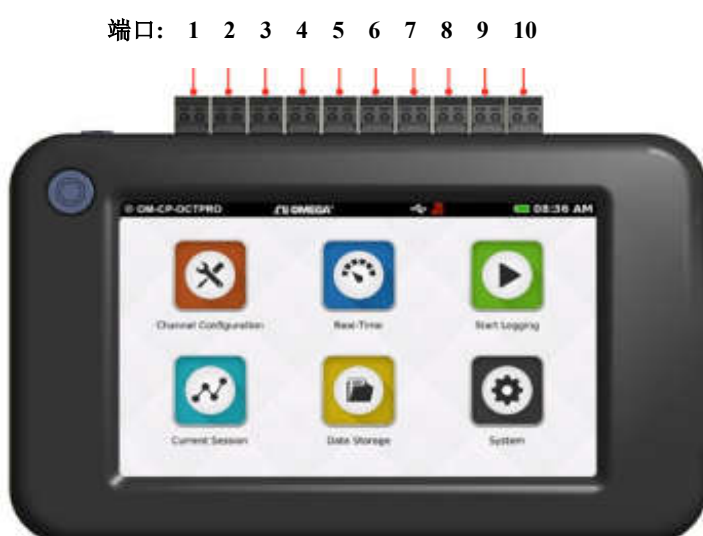 端口: 1 2 3 4 5 6 7 8 9 10
OM-CP-OCTPRO OMEGA 08:36 AM
Channel Configuration Real-Time Start Logging
Current Session Data Storage System